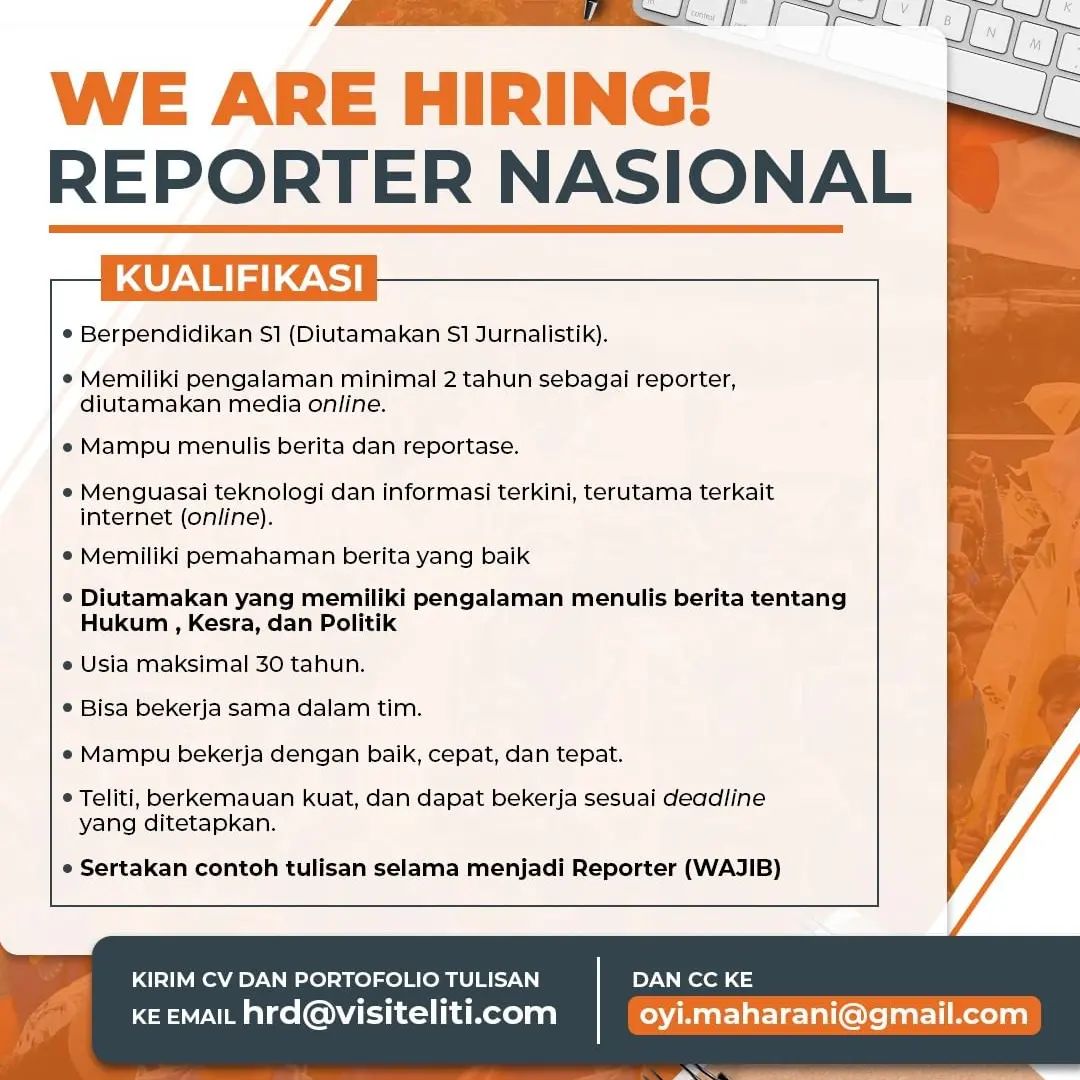 WE ARE HIRING!
REPORTER NASIONAL
KUALIFIKASI
• Berpendidikan S1 (Diutamakan S1 Jurnalistik).
• Memiliki pengalaman minimal 2 tahun sebagai reporter,
diutamakan media online.
• Mampu menulis berita dan reportase.
• Menguasai teknologi dan informasi terkini, terutama terkait
internet (online).
• Memiliki pemahaman berita yang baik
• Diutamakan yang memiliki pengalaman menulis berita tentang
Hukum , Kesra, dan Politik
• Usia maksimal 30 tahun.
• Bisa bekerja sama dalam tim.
• Mampu bekerja dengan baik, cepat, dan tepat.
• Teliti, berkemauan kuat, dan dapat bekerja sesuai deadline
yang ditetapkan.
• Sertakan contoh tulisan selama menjadi Reporter (WAJIB)
KIRIM CV DAN PORTOFOLIO TULISAN
KE EMAIL hrd@visiteliti.com
DAN CC KE
oyi.maharani@gmail.com
control
V
B
N
M
K